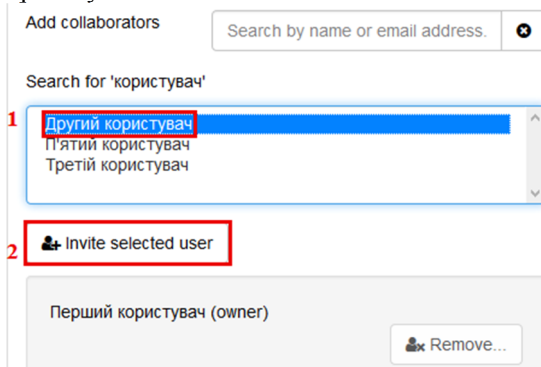 Add collaborators
Search by name or email address.
Search for 'користувач'
1
Другий користувач
П'ятий користувач
Третій користувач
2
Invite selected user
Перший користувач (owner)
Remove...